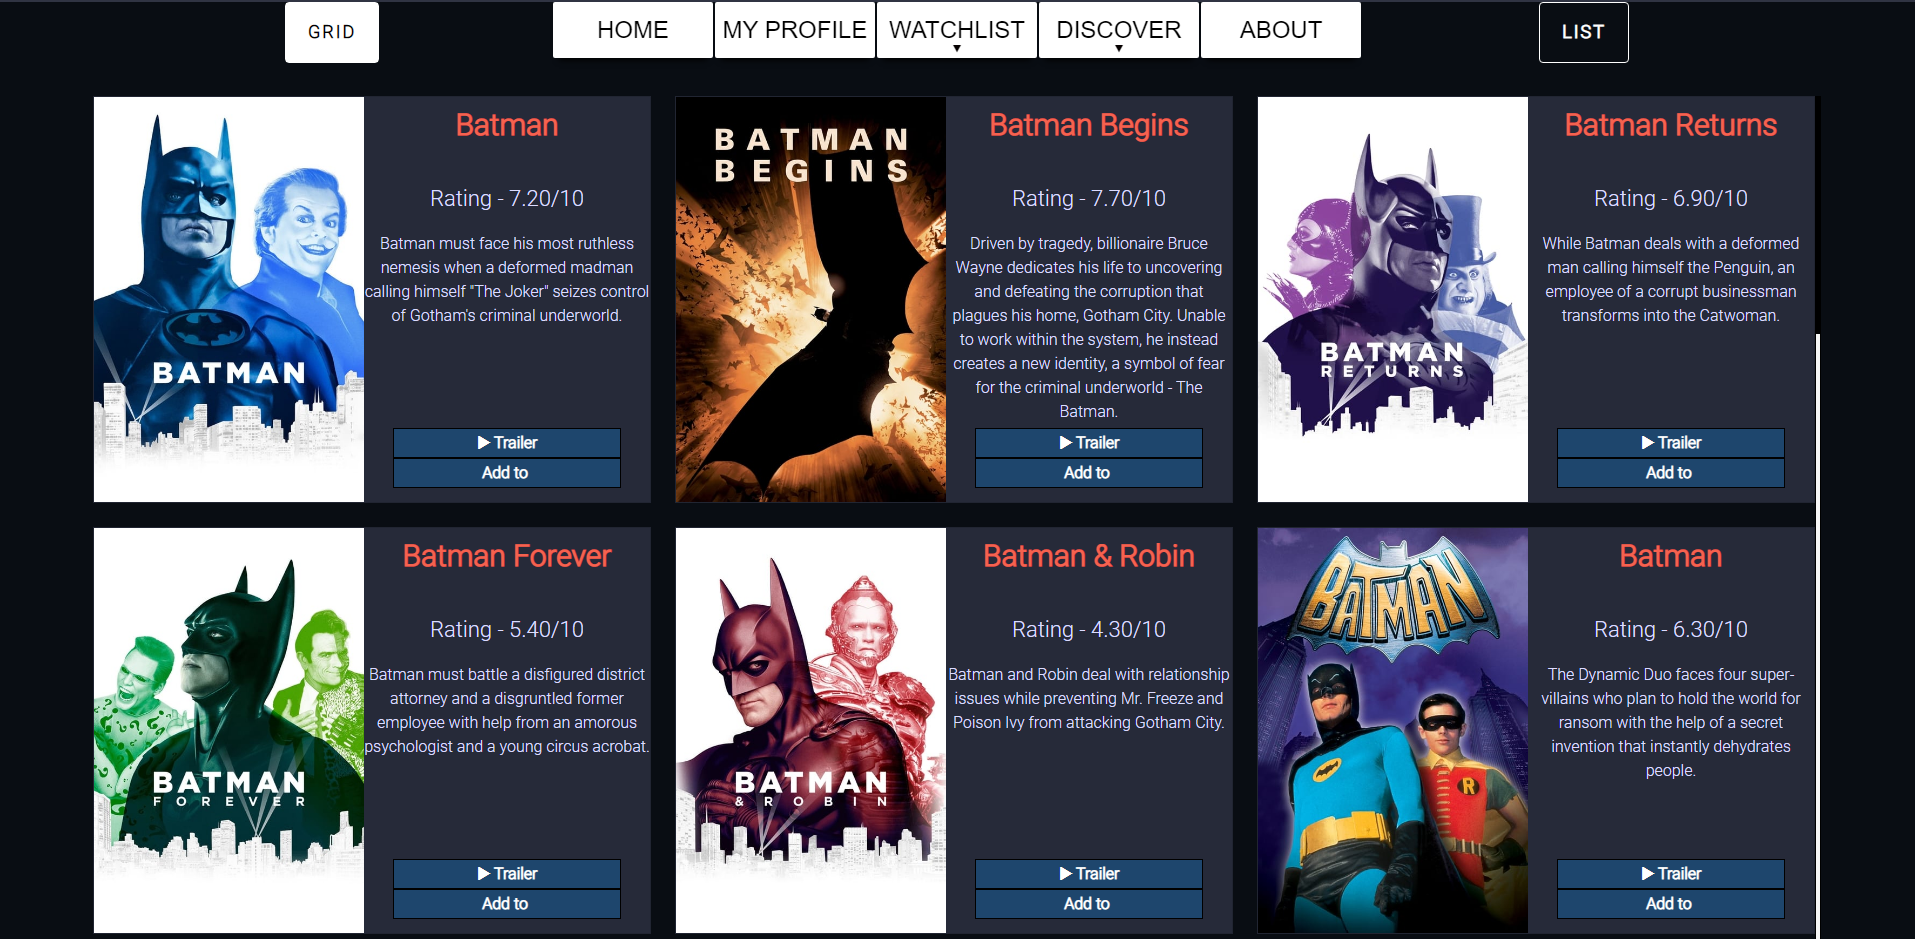 GRID
HOME
MY PROFILE
WATCHLIST
DISCOVER
ABOUT
LIST
BATMAN
Batman
Rating - 7.20/10
Batman must face his most ruthless
nemesis when a deformed madman
calling himself "The Joker" seizes control
of Gotham's criminal underworld.
Trailer
Add to
BATMAN
BEGINS
Batman Begins
Rating - 7.70/10
Driven by tragedy, billionaire Bruce
Wayne dedicates his life to uncovering
and defeating the corruption that
plagues his home, Gotham City. Unable
to work within the system, he instead
creates a new identity, a symbol of fear
for the criminal underworld - The
Batman.
Trailer
Add to
BATMAN
RETURNS
Batman Returns
Rating - 6.90/10
While Batman deals with a deformed
man calling himself the Penguin, an
employee of a corrupt businessman
transforms into the Catwoman.
Trailer
Add to
BATMAN
FOREVER
Batman Forever
Rating - 5.40/10
Batman must battle a disfigured district
attorney and a disgruntled former
employee with help from an amorous
psychologist and a young circus acrobat.
Trailer
Add to
BATMAN
& ROBIN
Batman & Robin
Rating - 4.30/10
Batman and Robin deal with relationship
issues while preventing Mr. Freeze and
Poison Ivy from attacking Gotham City.
Trailer
Add to
BATMAN
R
Batman
Rating - 6.30/10
The Dynamic Duo faces four super-
villains who plan to hold the world for
ransom with the help of a secret
invention that instantly dehydrates
people.
Trailer
Add to